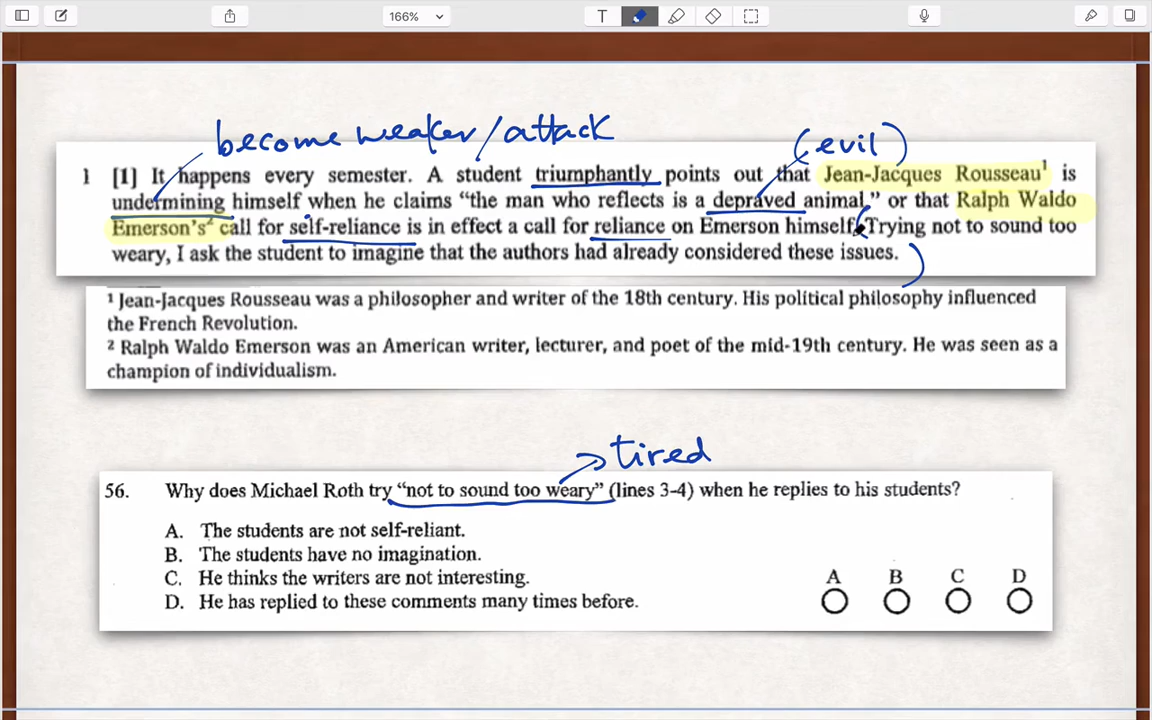 166%
T
become weaker/attack
(evil)
1 [1] It happens every semester. A student triumphantly points out that Jean-Jacques Rousseau¹ is
undermining himself when he claims “the man who reflects is a depraved animal,” or that Ralph Waldo
Emerson's² call for self-reliance is in effect a call for reliance on Emerson himself. Trying not to sound too
weary, I ask the student to imagine that the authors had already considered these issues.
¹ Jean-Jacques Rousseau was a philosopher and writer of the 18th century. His political philosophy influenced
the French Revolution.
² Ralph Waldo Emerson was an American writer, lecturer, and poet of the mid-19th century. He was seen as a
champion of individualism.
tired
56. Why does Michael Roth try “not to sound too weary” (lines 3-4) when he replies to his students?
A. The students are not self-reliant.
B. The students have no imagination.
C. He thinks the writers are not interesting.
D. He has replied to these comments many times before.
A B C D